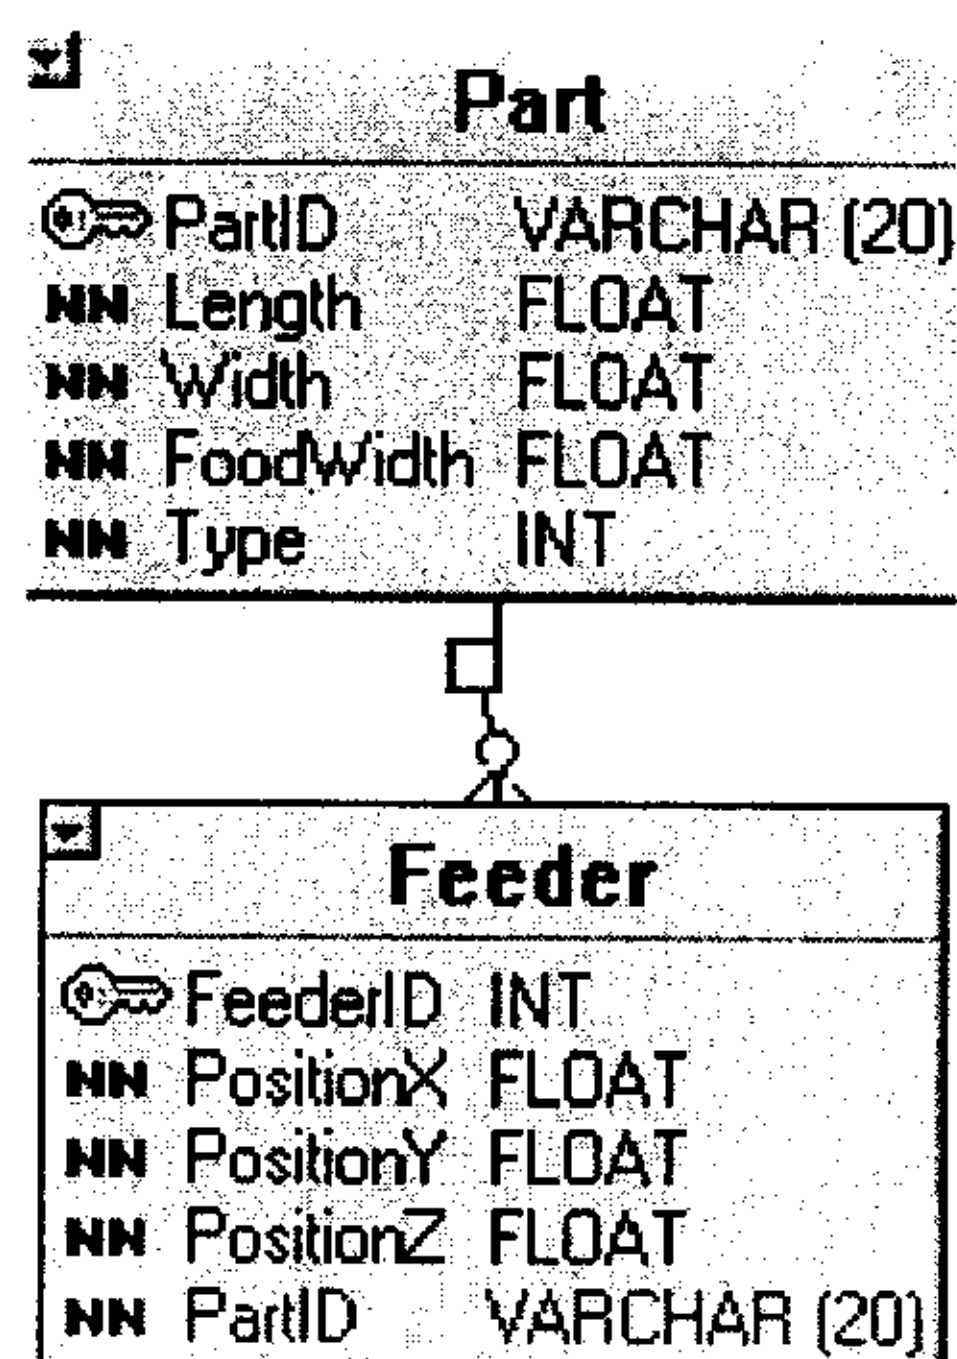 Part
PartID VARCHAR (20)
NN Length FLOAT
NN Width FLOAT
NN FoodWidth FLOAT
NN Type INT
Feeder
FeederID INT
NN PositionX FLOAT
NN PositionY FLOAT
NN PositionZ FLOAT
NN PartID VARCHAR (20)